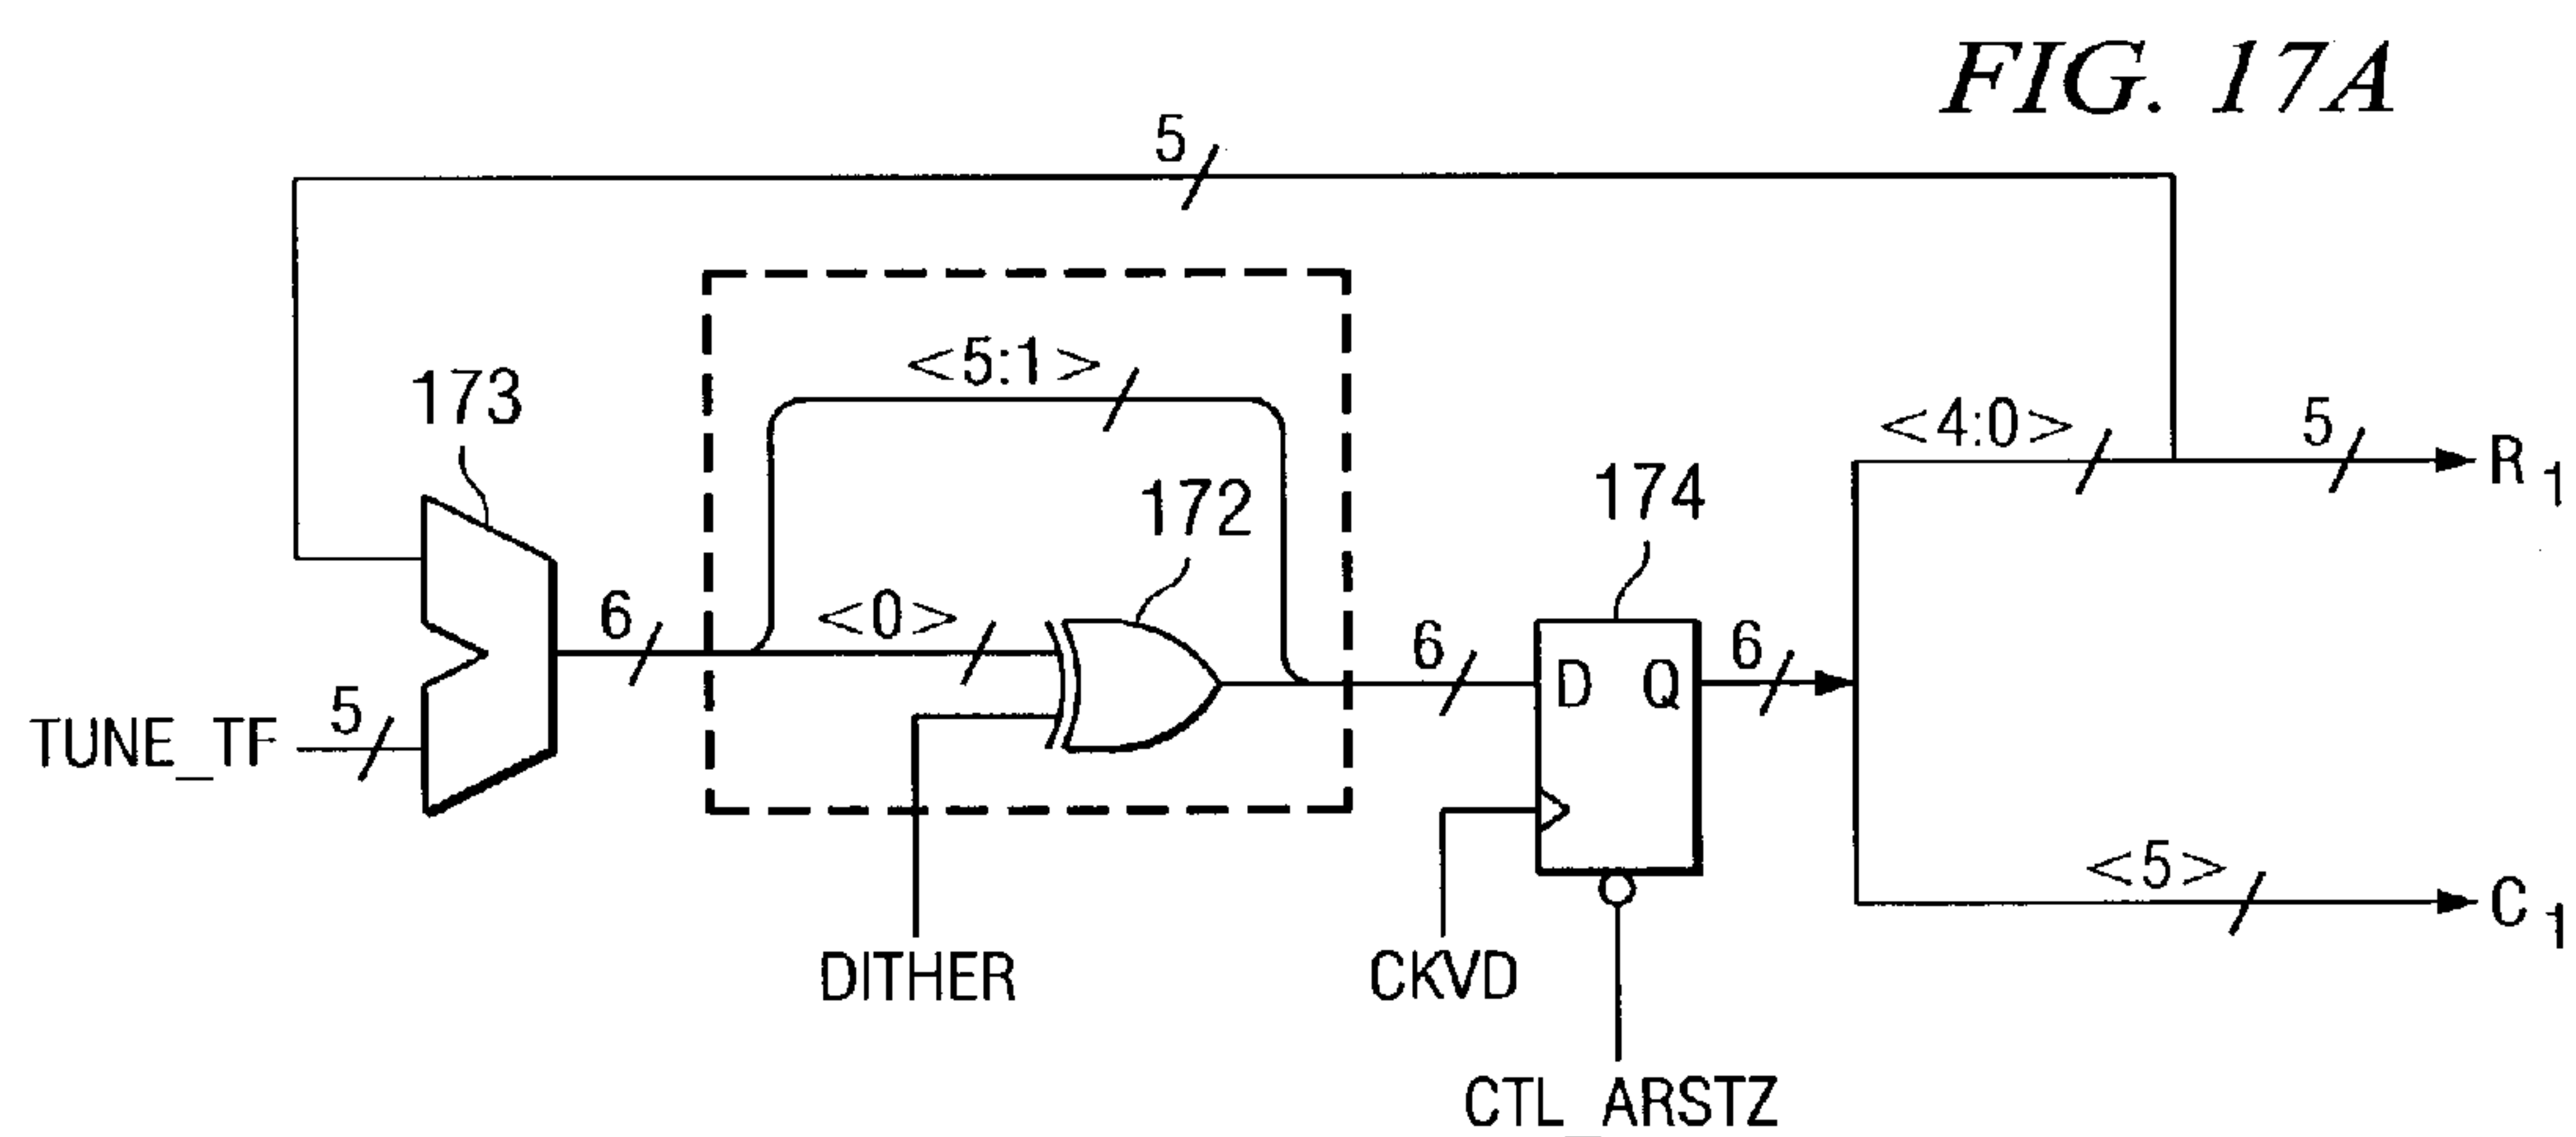 FIG. 17A
5
<5:1>
173
<4:0>
5
R1
172
174
6
<0>
6
D Q
6
TUNE_TF
5
<5>
C1
DITHER
CKVD
CTL_ARSTZ